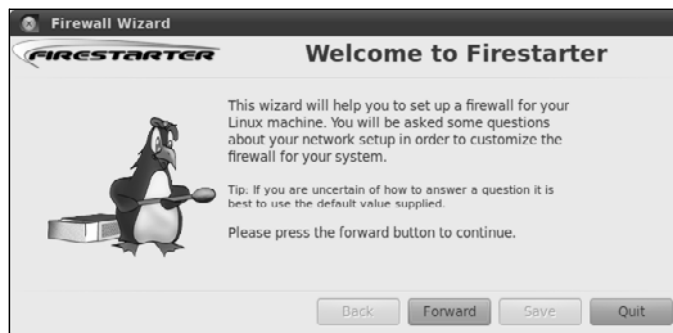 Firewall Wizard
FIRESTARTER
Welcome to Firestarter
This wizard will help you to set up a firewall for your
Linux machine. You will be asked some questions
about your network setup in order to customize the
firewall for your system.
Tip: If you are uncertain of how to answer a question it is
best to use the default value supplied.
Please press the forward button to continue.
Back
Forward
Save
Quit